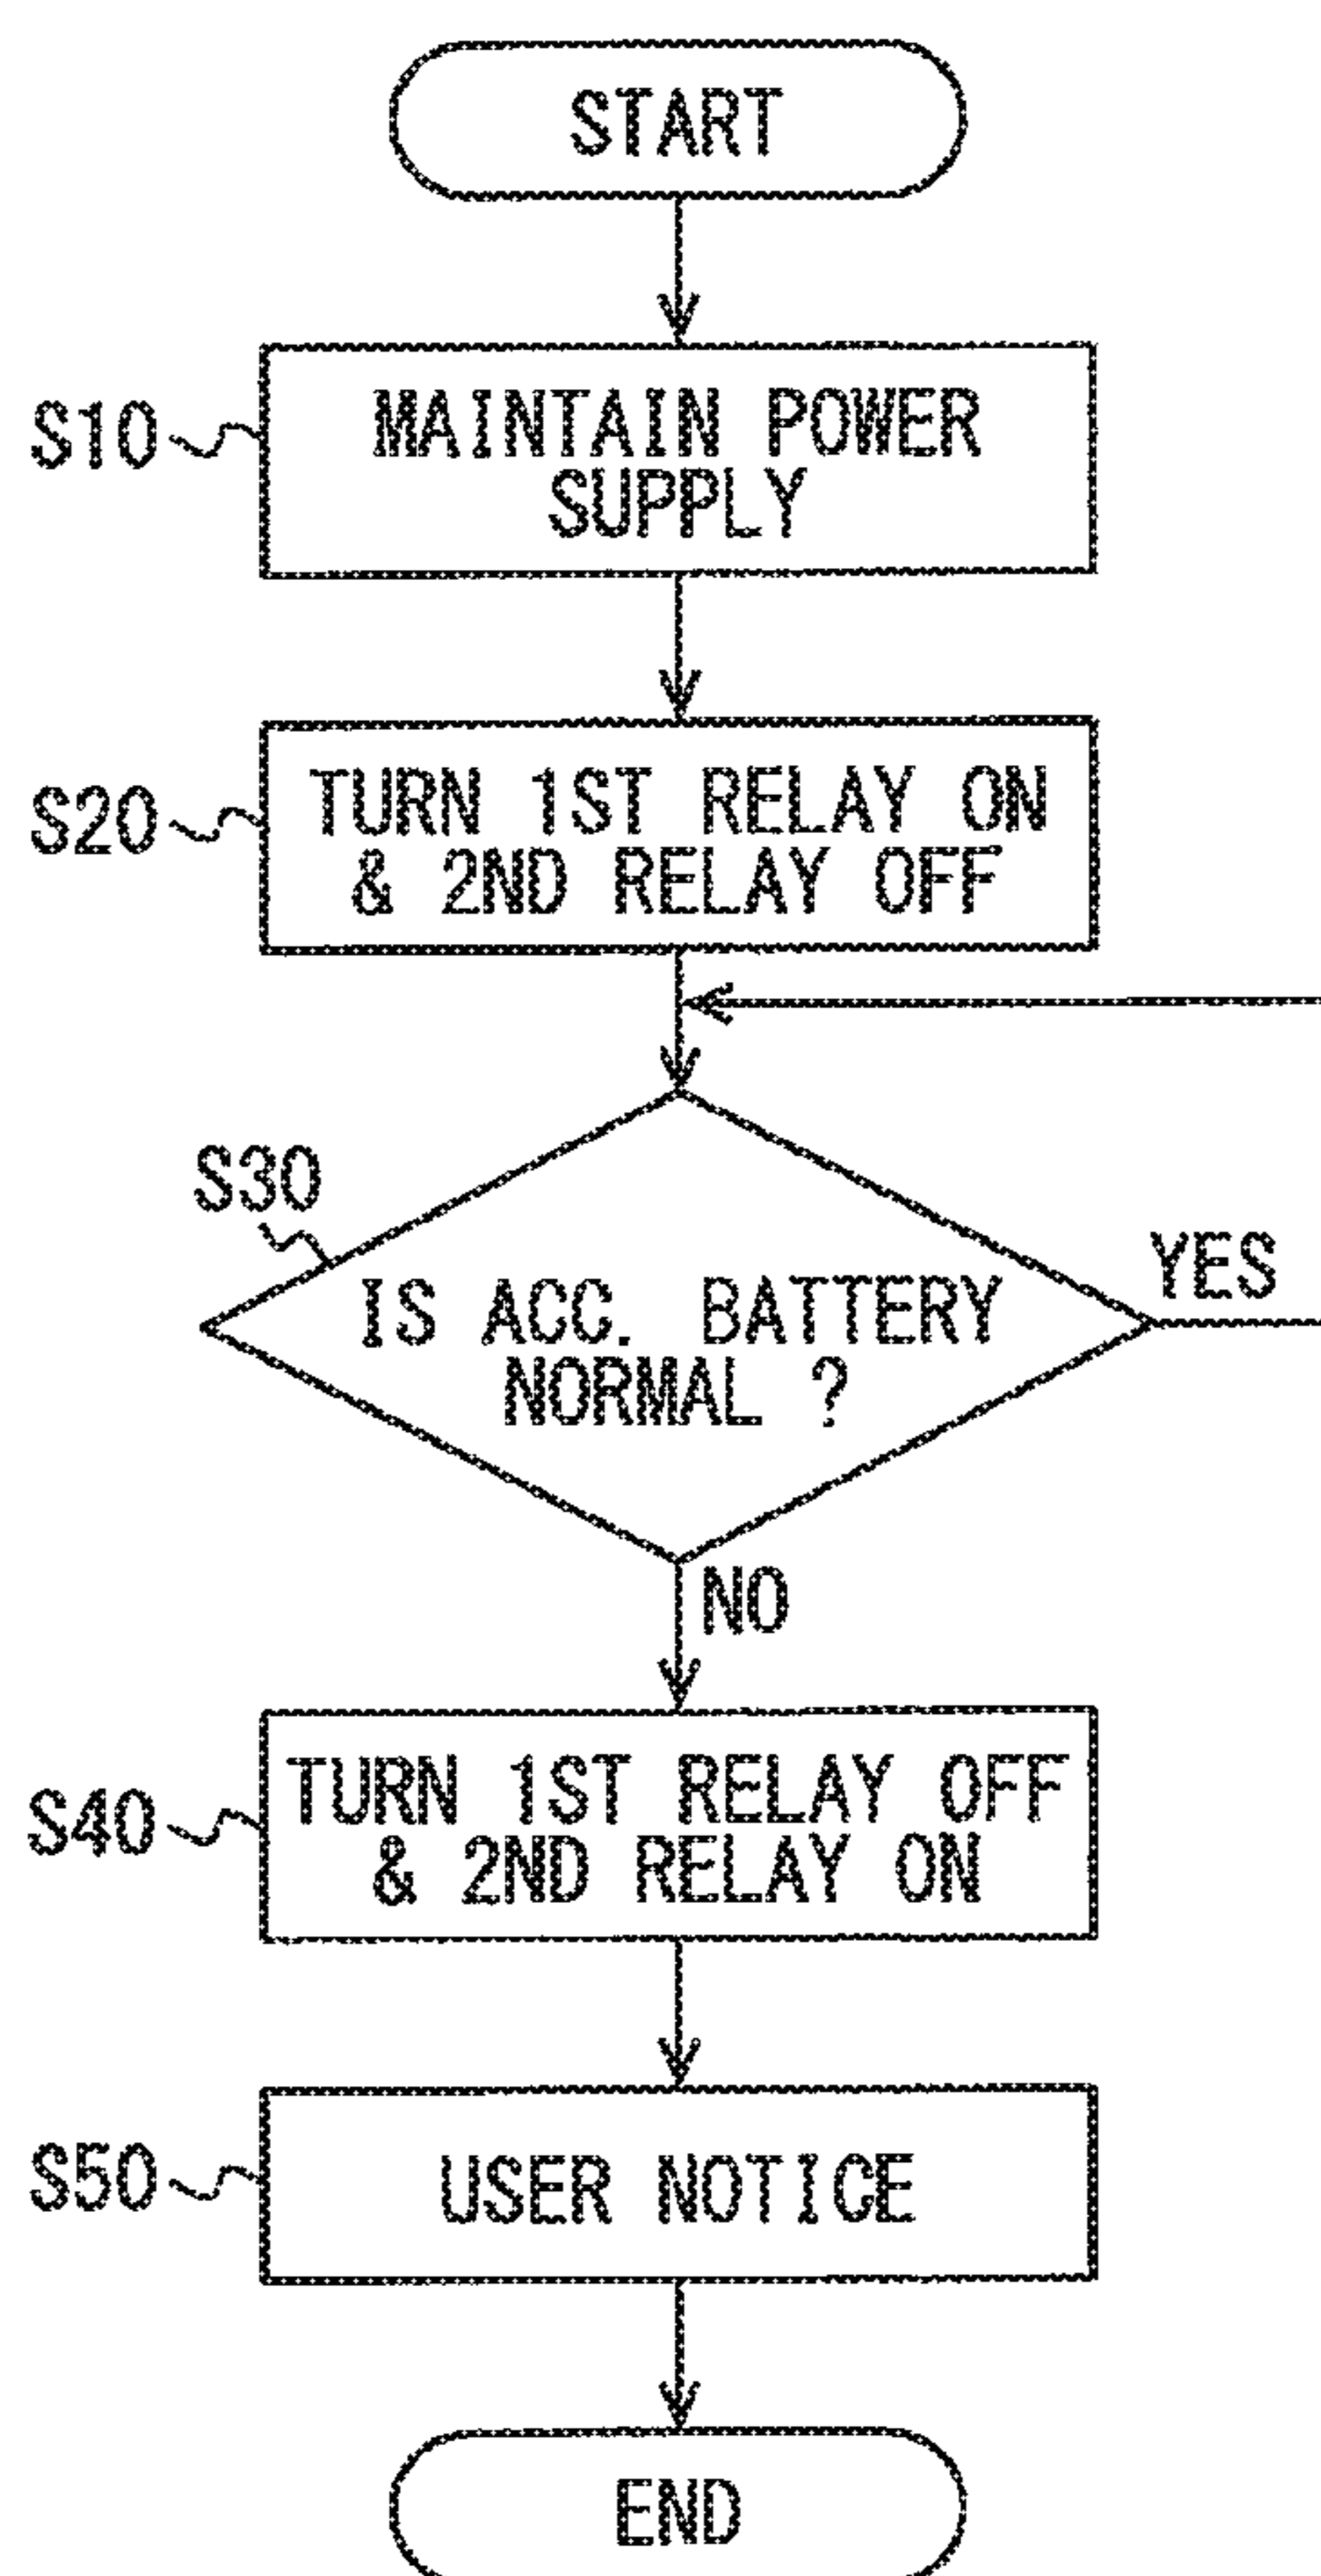 START
S10
MAINTAIN POWER
SUPPLY
S20
TURN 1ST RELAY ON
& 2ND RELAY OFF
S30
IS ACC. BATTERY
NORMAL ?
YES
NO
S40
TURN 1ST RELAY OFF
& 2ND RELAY ON
S50
USER NOTICE
END